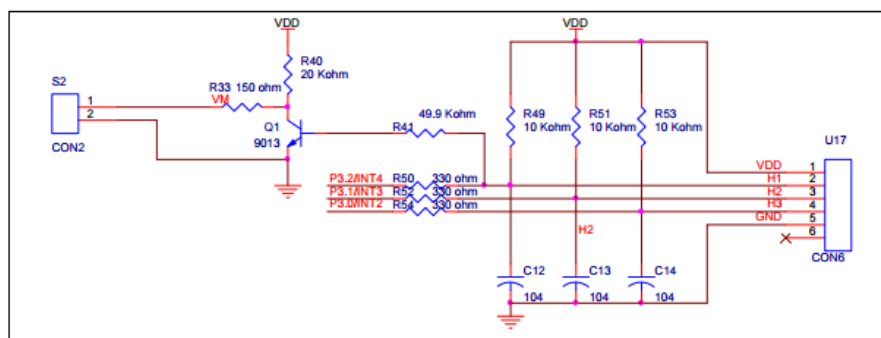 VDD
VDD
R40
20 Kohm
S2
R33 150 ohm
VM
1
2
CON2
Q1
9013
49.9 Kohm
R41
R49
10 Kohm
R51
10 Kohm
R53
10 Kohm
U17
P3.2/INT4
R50
330 ohm
P3.1/INT3
R52
330 ohm
P3.0/INT2
R54
330 ohm
VDD
1
H1
2
H2
3
H3
4
GND
5
6
CON6
H2
C12
104
C13
104
C14
104